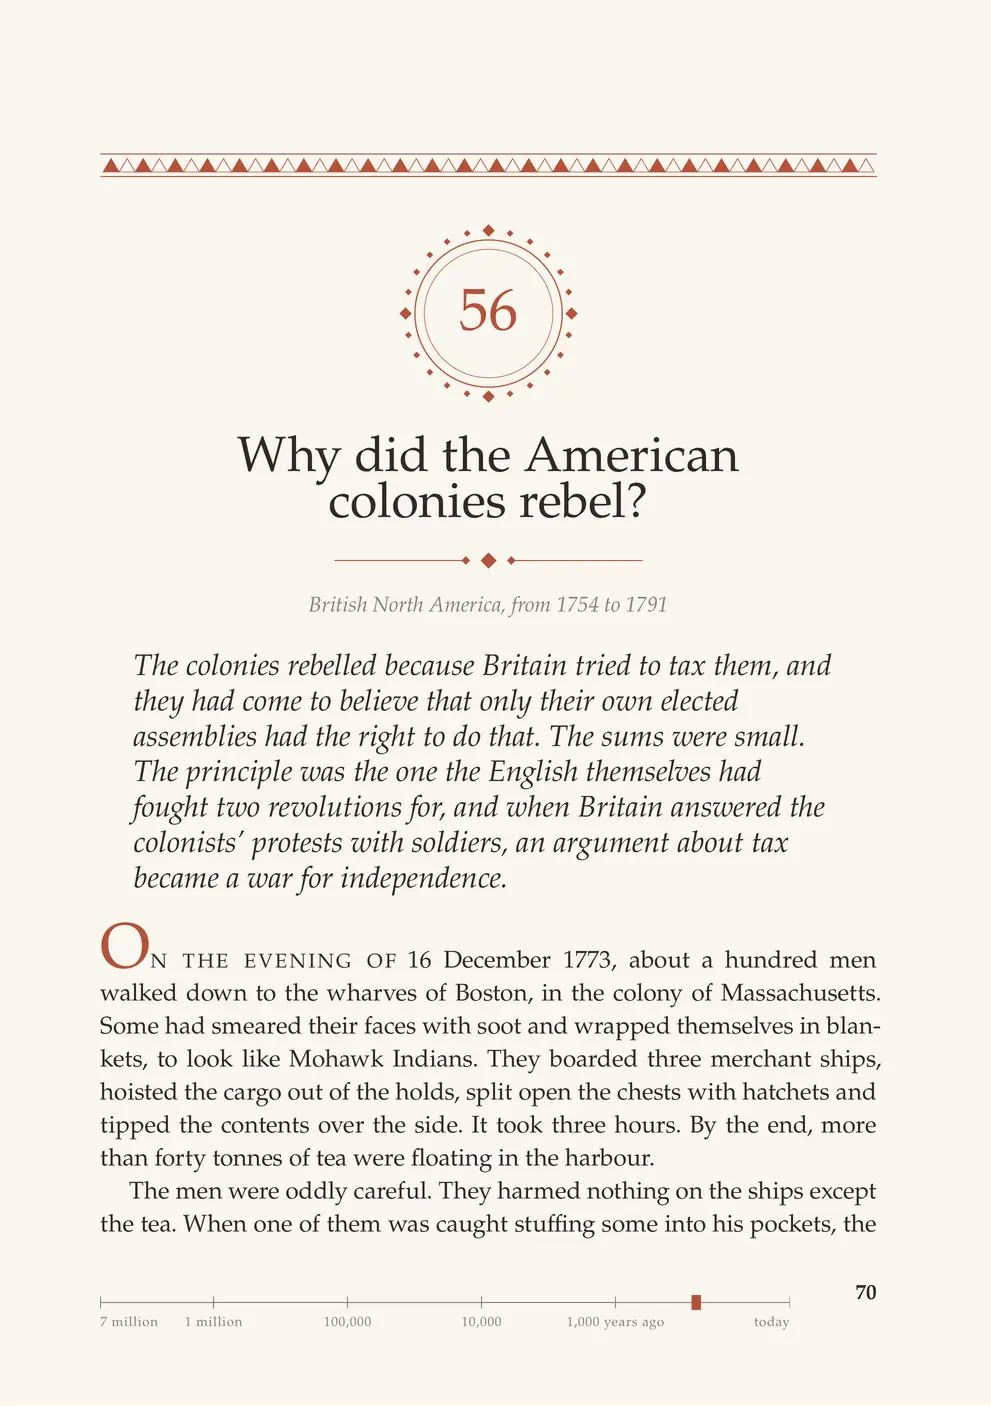 56
Why did the American
colonies rebel?
British North America, from 1754 to 1791
The colonies rebelled because Britain tried to tax them, and
they had come to believe that only their own elected
assemblies had the right to do that. The sums were small.
The principle was the one the English themselves had
fought two revolutions for, and when Britain answered the
colonists’ protests with soldiers, an argument about tax
became a war for independence.
ON THE EVENING OF 16 December 1773, about a hundred men
walked down to the wharves of Boston, in the colony of Massachusetts.
Some had smeared their faces with soot and wrapped themselves in blan-
kets, to look like Mohawk Indians. They boarded three merchant ships,
hoisted the cargo out of the holds, split open the chests with hatchets and
tipped the contents over the side. It took three hours. By the end, more
than forty tonnes of tea were floating in the harbour.
The men were oddly careful. They harmed nothing on the ships except
the tea. When one of them was caught stuffing some into his pockets, the
70
7 million 1 million 100,000 10,000 1,000 years ago today